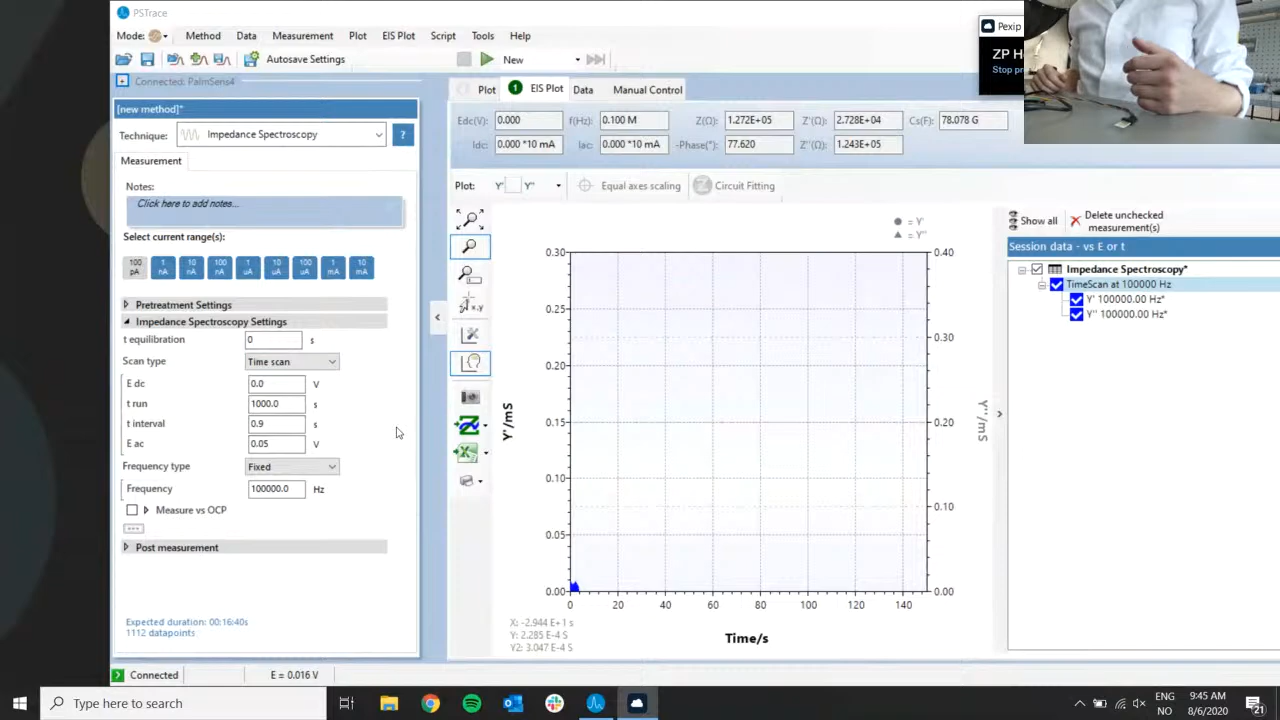 PSTrace
Mode: Method Data Measurement Plot EIS Plot Script Tools Help
Autosave Settings New
Connected: PalmSens4
[new method]*
Technique: Impedance Spectroscopy ?
Measurement
Notes:
Click here to add notes...
Select current range(s):
100 pA 1 nA 10 nA 100 nA 1 uA 10 uA 100 uA 1 mA 10 mA
Pretreatment Settings
Impedance Spectroscopy Settings
t equilibration 0 s
Scan type Time scan
E dc 0.0 V
t run 1000.0 s
t interval 0.9 s
E ac 0.05 V
Frequency type Fixed
Frequency 100000.0 Hz
Measure vs OCP
Post measurement
Expected duration: 00:16:40s
1112 datapoints
Connected E = 0.016 V
Plot 1 EIS Plot Data Manual Control
Edc(V): 0.000 f(Hz): 0.100 M Z(Ω): 1.272E+05 Z'(Ω): 2.728E+04 Cs(F): 78.078 G
Idc: 0.000 *10 mA Iac: 0.000 *10 mA -Phase(°): 77.620 Z''(Ω): 1.243E+05
Plot: Y' Y'' Equal axes scaling Circuit Fitting
x,y
● = Y'
▲ = Y''
0.30
0.25
0.20
0.15
0.10
0.05
0.00
Y'/mS
0.40
0.30
0.20
0.10
0.00
Y''/mS
0 20 40 60 80 100 120 140
Time/s
X: -2.944 E+1 s
Y: 2.285 E-4 S
Y2: 3.047 E-4 S
Show all Delete unchecked
measurement(s)
Session data - vs E or t
Impedance Spectroscopy*
TimeScan at 100000 Hz
Y' 100000.00 Hz*
Y'' 100000.00 Hz*
Pexip
ZP H
Stop pr
Type here to search
ENG
NO
9:45 AM
8/6/2020
21